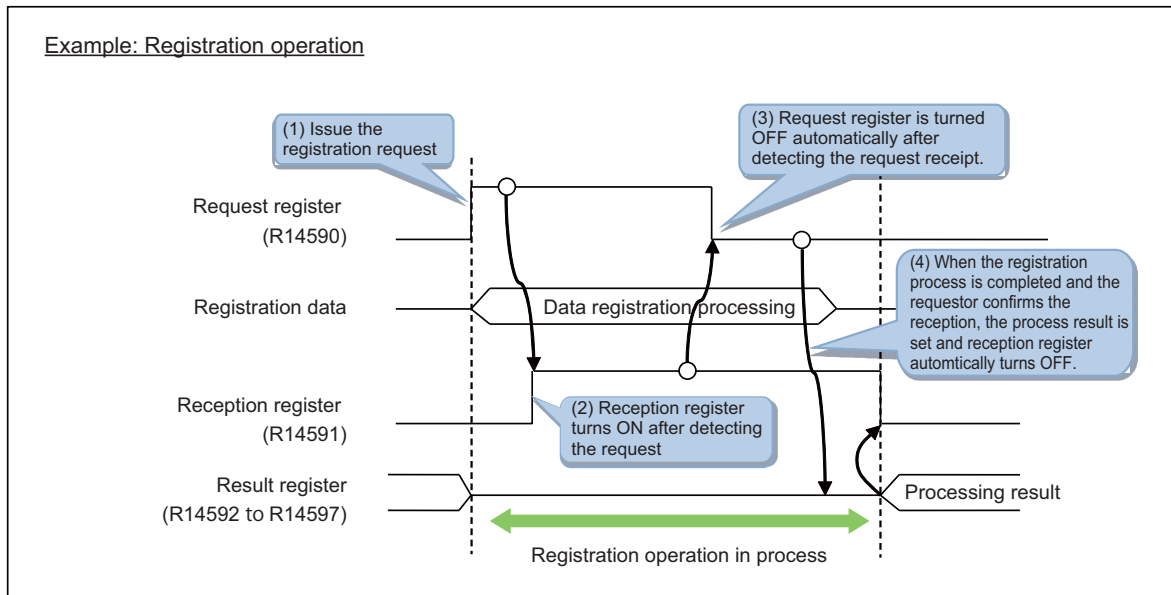 Example: Registration operation
(1) Issue the
registration request
(3) Request register is turned
OFF automatically after
detecting the request receipt.
Request register
(R14590)
(4) When the registration
process is completed and the
requestor confirms the
reception, the process result is
set and reception register
automtically turns OFF.
Registration data
Data registration processing
Reception register
(R14591)
(2) Reception register
turns ON after detecting
the request
Result register
(R14592 to R14597)
Processing result
Registration operation in process